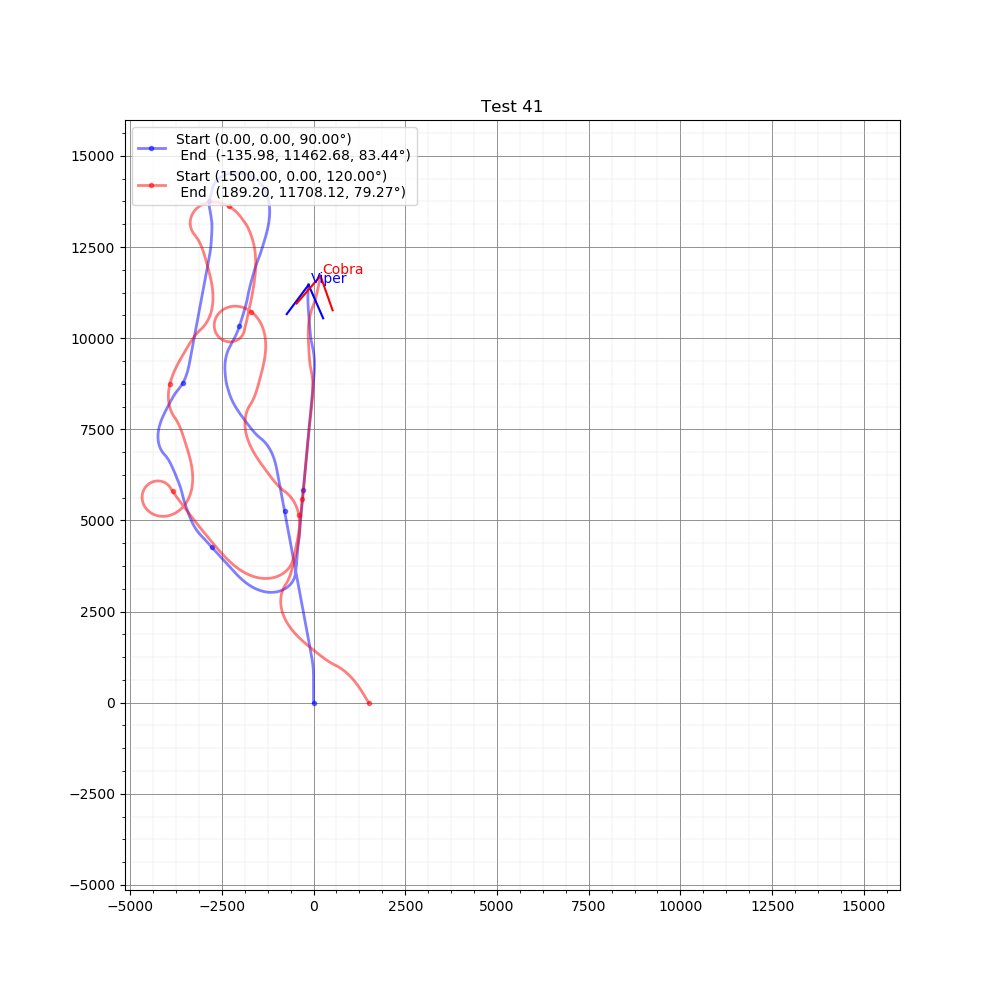 Test 41
Start (0.00, 0.00, 90.00°)
End (-135.98, 11462.68, 83.44°)
Start (1500.00, 0.00, 120.00°)
End (189.20, 11708.12, 79.27°)
15000
12500
Cobra
Viper
10000
7500
5000
2500
0
−2500
−5000
−5000 −2500 0 2500 5000 7500 10000 12500 15000